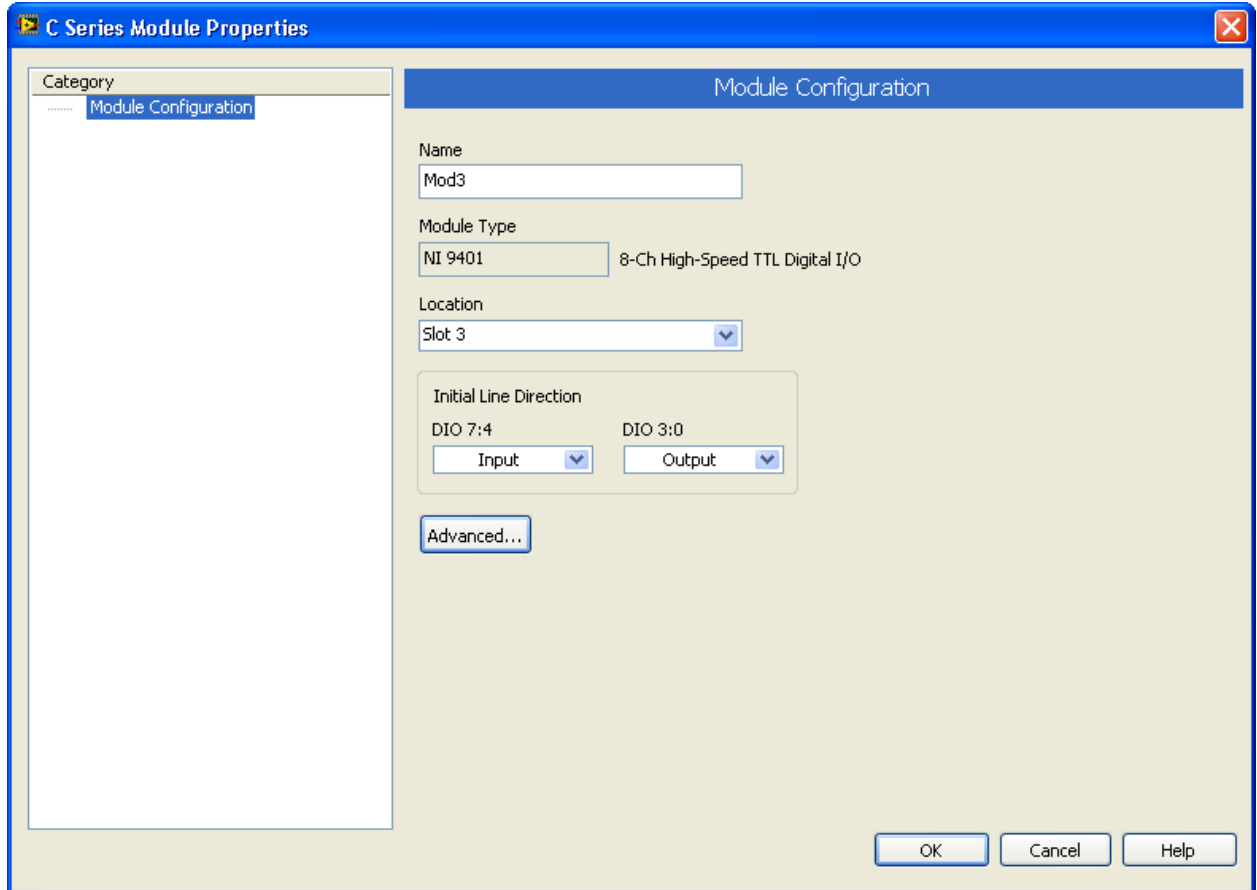 C Series Module Properties
Category
Module Configuration
Module Configuration
Name
Mod3
Module Type
NI 9401 8-Ch High-Speed TTL Digital I/O
Location
Slot 3
Initial Line Direction
DIO 7:4 DIO 3:0
Input Output
Advanced...
OK Cancel Help